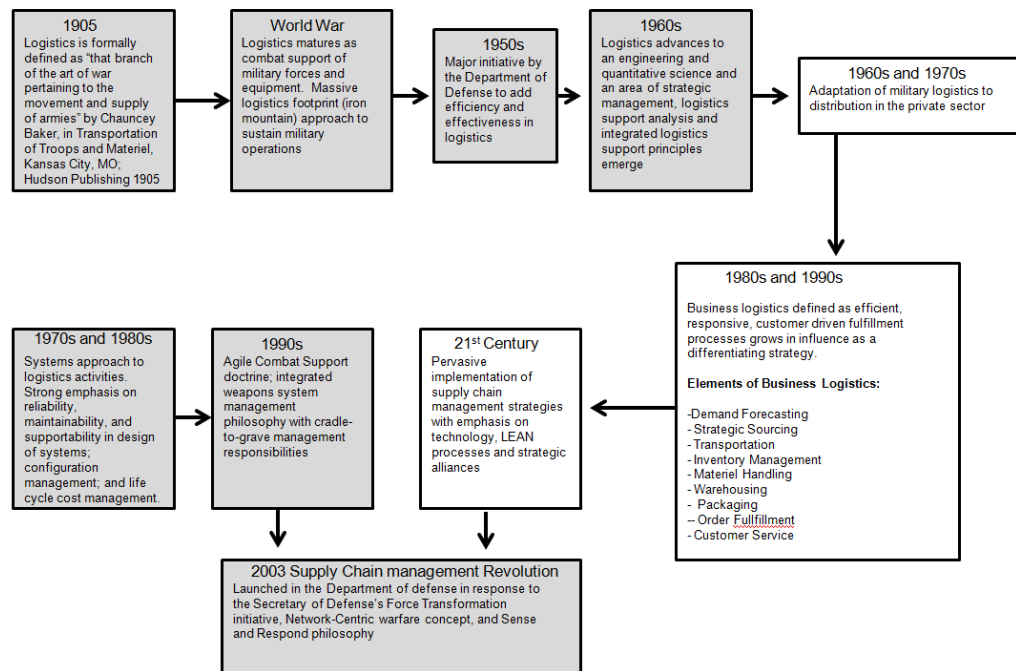 1905
Logistics is formally
defined as “that branch
of the art of war
pertaining to the
movement and supply
of armies” by Chauncey
Baker, in Transportation
of Troops and Materiel,
Kansas City, MO;
Hudson Publishing 1905
World War
Logistics matures as
combat support of
military forces and
equipment. Massive
logistics footprint (iron
mountain) approach to
sustain military
operations
1950s
Major initiative by
the Department of
Defense to add
efficiency and
effectiveness in
logistics
1960s
Logistics advances to
an engineering and
quantitative science and
an area of strategic
management, logistics
support analysis and
integrated logistics
support principles
emerge
1960s and 1970s
Adaptation of military logistics to
distribution in the private sector
1980s and 1990s
Business logistics defined as efficient,
responsive, customer driven fulfillment
processes grows in influence as a
differentiating strategy.
Elements of Business Logistics:
-Demand Forecasting
- Strategic Sourcing
- Transportation
- Inventory Management
- Materiel Handling
- Warehousing
- Packaging
-- Order Fullfillment
- Customer Service
1970s and 1980s
Systems approach to
logistics activities.
Strong emphasis on
reliability,
maintainability, and
supportability in design
of systems;
configuration
management; and life
cycle cost management.
1990s
Agile Combat Support
doctrine; integrated
weapons system
management
philosophy with cradle-
to-grave management
responsibilities
21st Century
Pervasive
implementation of
supply chain
management strategies
with emphasis on
technology, LEAN
processes and strategic
alliances
2003 Supply Chain management Revolution
Launched in the Department of defense in response to
the Secretary of Defense’s Force Transformation
initiative, Network-Centric warfare concept, and Sense
and Respond philosophy